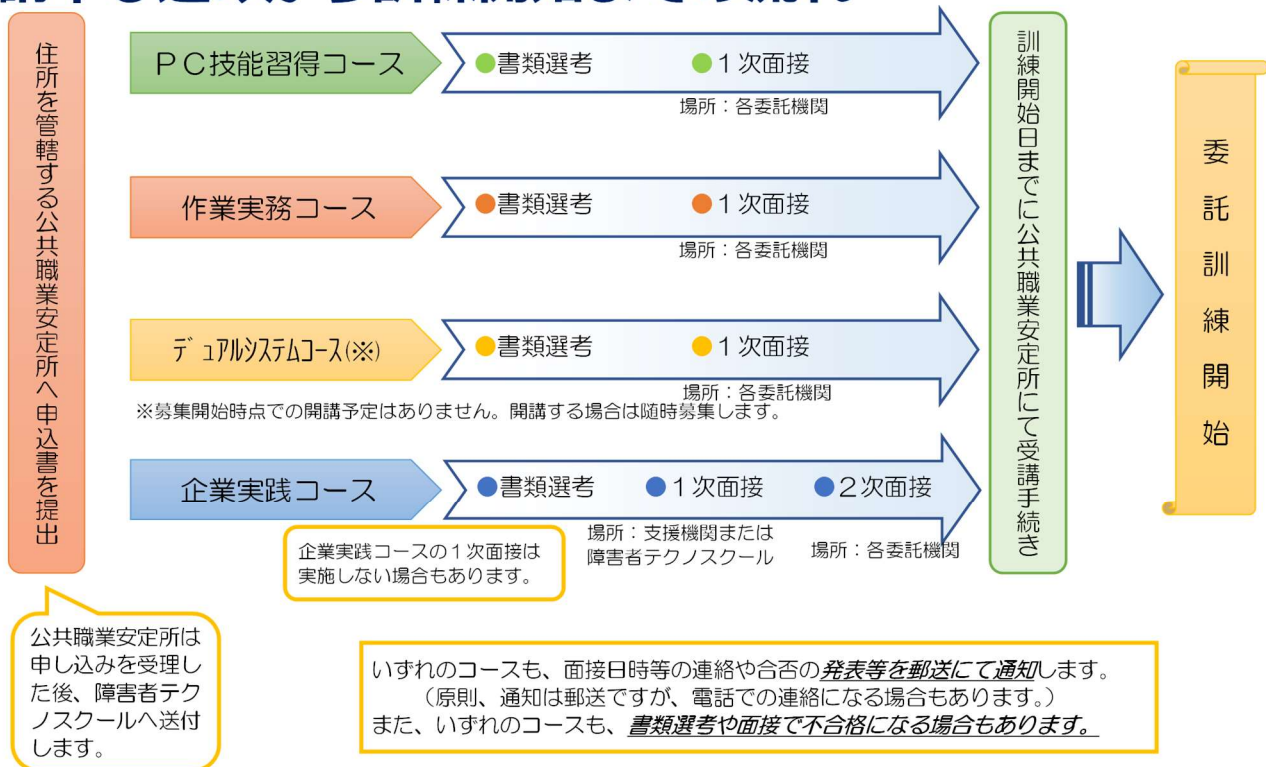 住所を管轄する公共職業安定所へ申込書を提出
公共職業安定所は
申し込みを受理し
た後、障害者テク
ノスクールへ送付
します。
PC技能習得コース
●書類選考 ●1次面接
場所：各委託機関
作業実務コース
●書類選考 ●1次面接
場所：各委託機関
デュアルシステムコース(※)
●書類選考 ●1次面接
場所：各委託機関
※募集開始時点での開講予定はありません。開講する場合は随時募集します。
企業実践コース
●書類選考 ●1次面接 ●2次面接
場所：支援機関または
障害者テクノスクール
場所：各委託機関
企業実践コースの1次面接は
実施しない場合もあります。
訓練開始日までに公共職業安定所にて受講手続き
委託訓練開始
いずれのコースも、面接日時等の連絡や合否の発表等を郵送にて通知します。
（原則、通知は郵送ですが、電話での連絡になる場合もあります。）
また、いずれのコースも、書類選考や面接で不合格になる場合もあります。